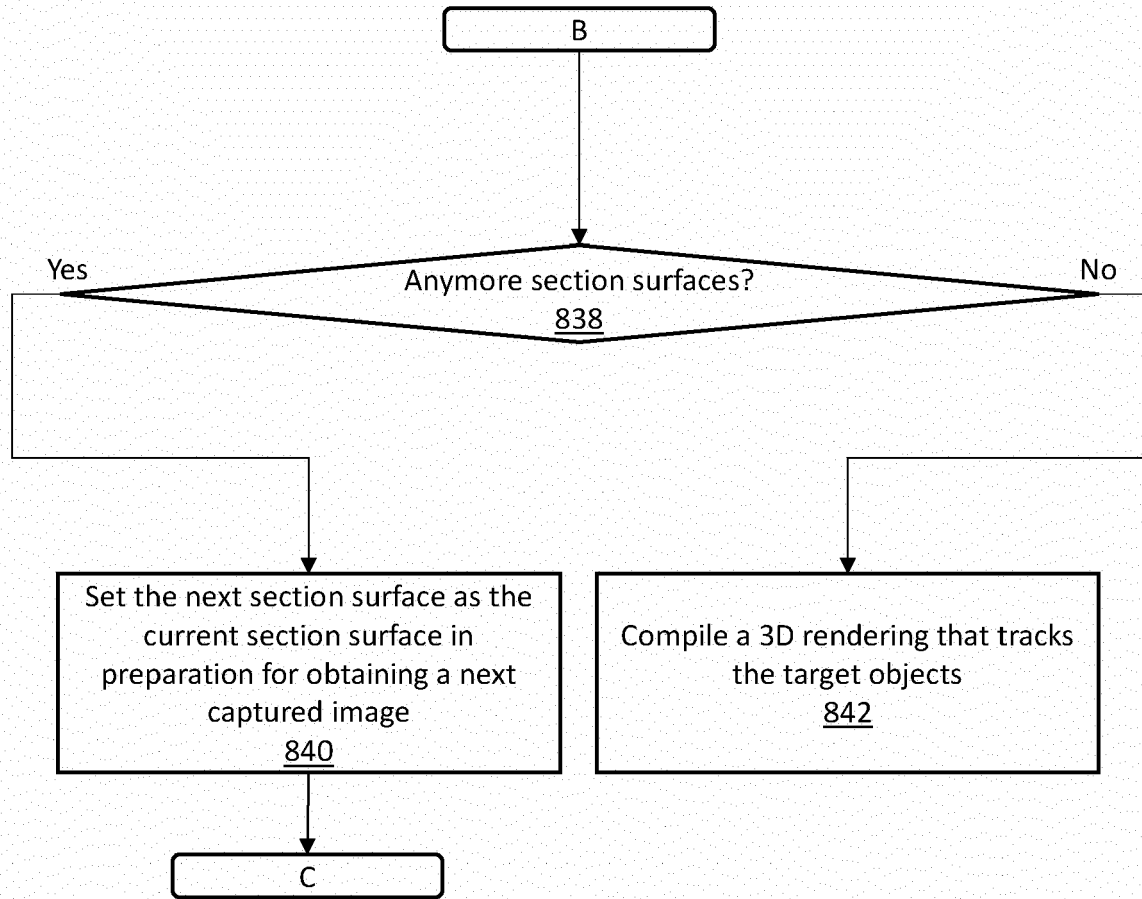 B
Yes
Anymore section surfaces?
No
838
Set the next section surface as the
current section surface in
preparation for obtaining a next
captured image
840
Compile a 3D rendering that tracks
the target objects
842
C